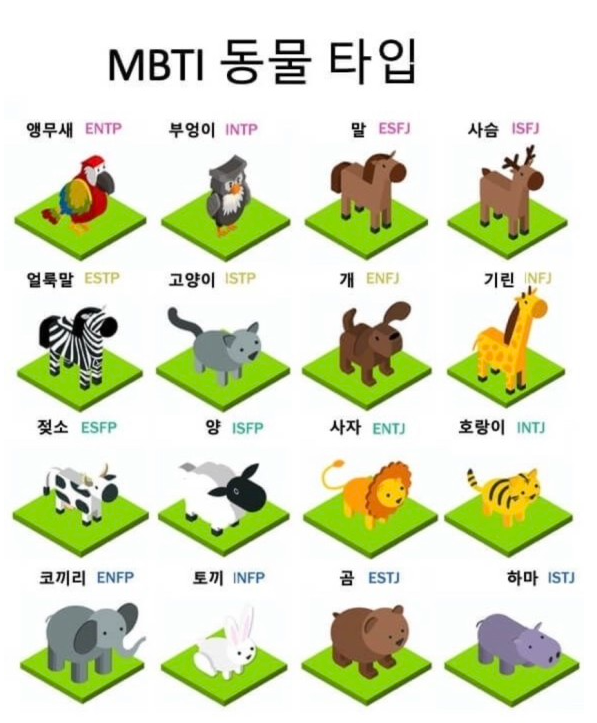 MBTI 동물 타입
앵무새 ENTP 부엉이 INTP 말 ESFJ 사슴 ISFJ
얼룩말 ESTP 고양이 ISTP 개 ENFJ 기린 INFJ
젖소 ESFP 양 ISFP 사자 ENTJ 호랑이 INTJ
코끼리 ENFP 토끼 INFP 곰 ESTJ 하마 ISTJ